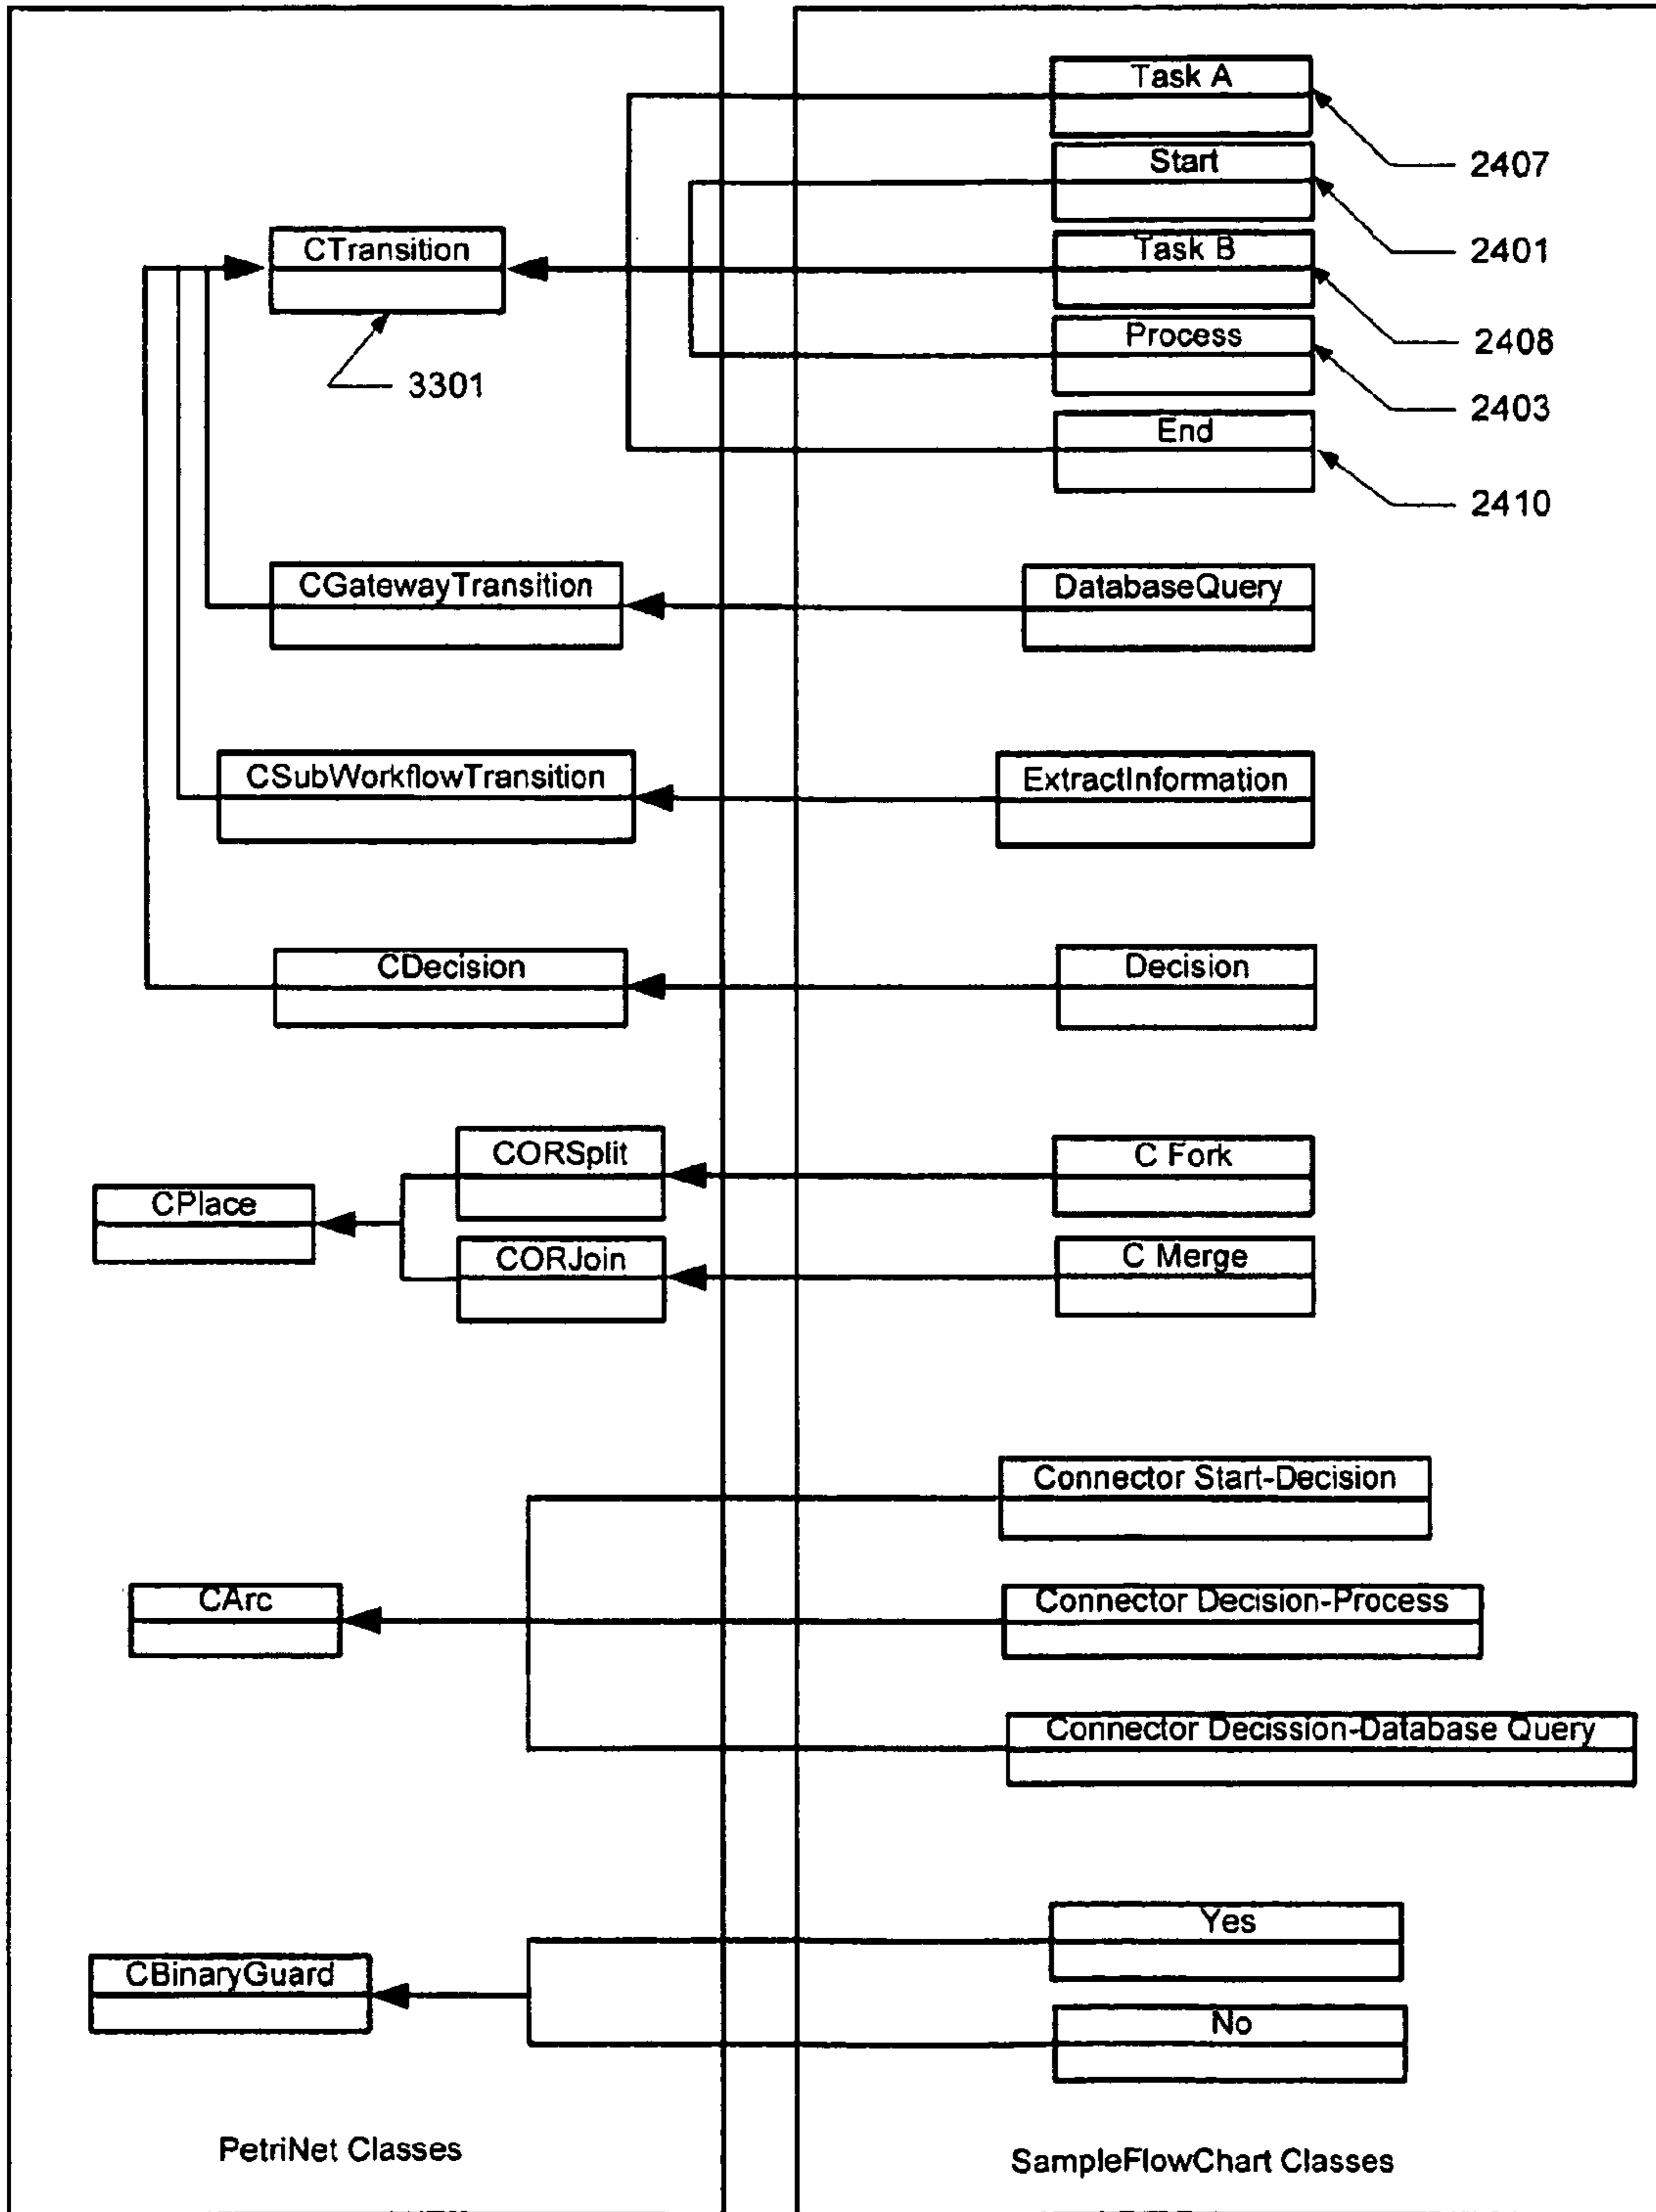 Task A
2407
Start
2401
CTransition
Task B
2408
Process
3301
2403
End
2410
CGatewayTransition
DatabaseQuery
CSubWorkflowTransition
ExtractInformation
CDecision
Decision
CORSplit
C Fork
CPlace
CORJoin
C Merge
Connector Start-Decision
CArc
Connector Decision-Process
Connector Decission-Database Query
Yes
CBinaryGuard
No
PetriNet Classes
SampleFlowChart Classes